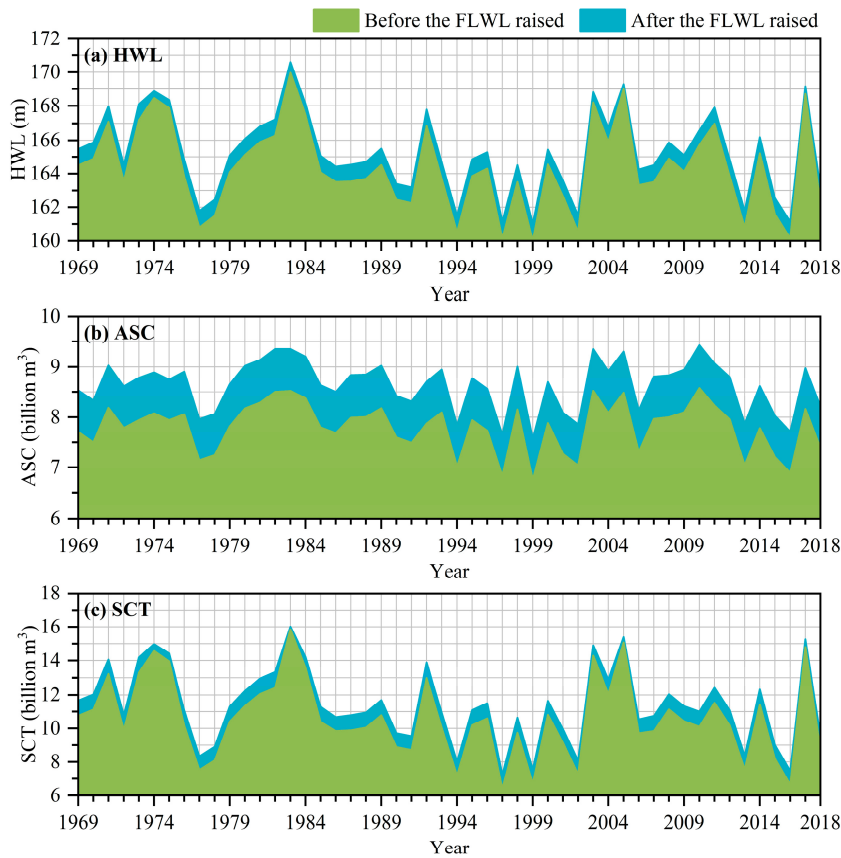 Before the FLWL raised After the FLWL raised
(a) HWL
HWL (m)
172
170
168
166
164
162
160
1969 1974 1979 1984 1989 1994 1999 2004 2009 2014 2018
Year
(b) ASC
ASC (billion m³)
10
9
8
7
6
1969 1974 1979 1984 1989 1994 1999 2004 2009 2014 2018
Year
(c) SCT
SCT (billion m³)
18
16
14
12
10
8
6
1969 1974 1979 1984 1989 1994 1999 2004 2009 2014 2018
Year